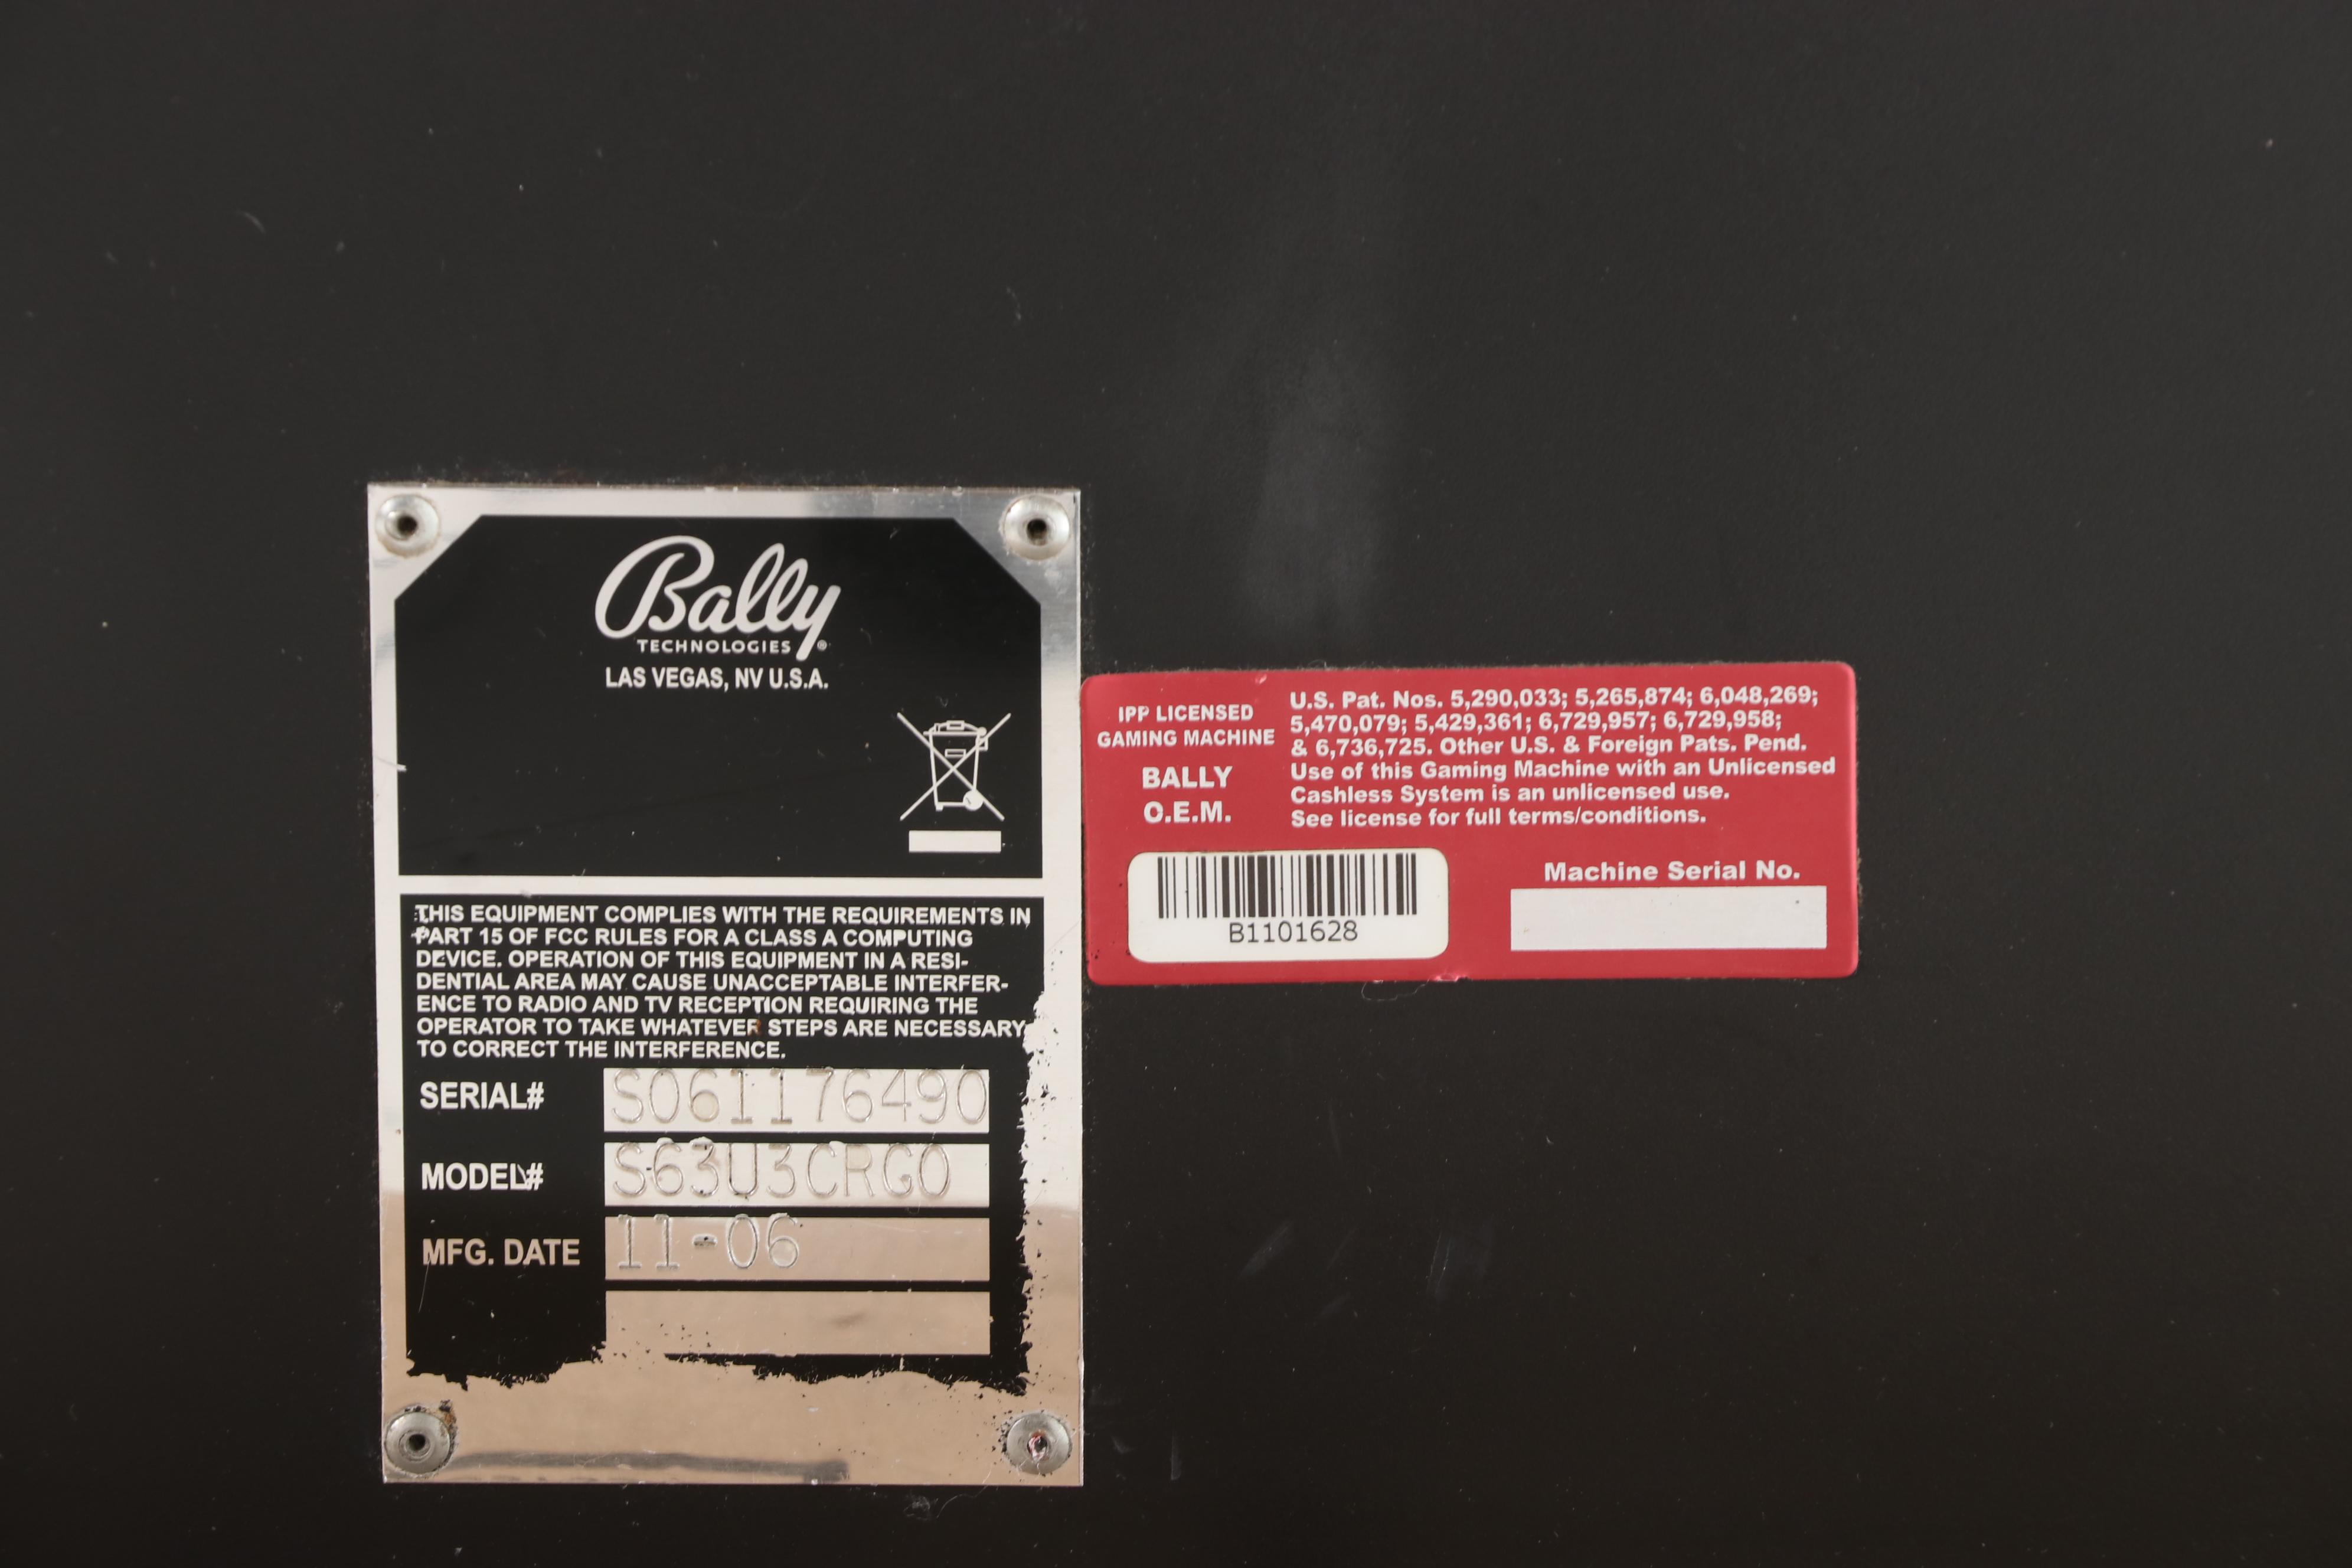 Bally
TECHNOLOGIES®
LAS VEGAS, NV U.S.A.
THIS EQUIPMENT COMPLIES WITH THE REQUIREMENTS IN
PART 15 OF FCC RULES FOR A CLASS A COMPUTING
DEVICE. OPERATION OF THIS EQUIPMENT IN A RESI-
DENTIAL AREA MAY CAUSE UNACCEPTABLE INTERFER-
ENCE TO RADIO AND TV RECEPTION REQUIRING THE
OPERATOR TO TAKE WHATEVER STEPS ARE NECESSARY
TO CORRECT THE INTERFERENCE.
SERIAL# S061176490
MODEL# S63U3CRG0
MFG. DATE 11-06
IPP LICENSED
GAMING MACHINE
BALLY
O.E.M.
U.S. Pat. Nos. 5,290,033; 5,265,874; 6,048,269;
5,470,079; 5,429,361; 6,729,957; 6,729,958;
& 6,736,725. Other U.S. & Foreign Pats. Pend.
Use of this Gaming Machine with an Unlicensed
Cashless System is an unlicensed use.
See license for full terms/conditions.
B1101628
Machine Serial No.